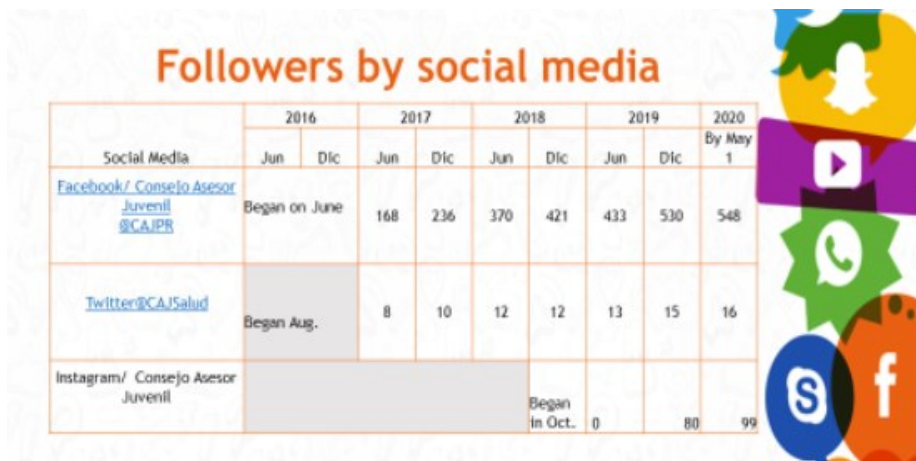 Followers by social media
2016 2017 2018 2019 2020
Social Media Jun Dic Jun Dic Jun Dic Jun Dic By May 1
Facebook/ Consejo Asesor
Juvenil
@CAJPR
Began on June 168 236 370 421 433 530 548
Twitter@CAJSalud
Began Aug. 8 10 12 12 13 15 16
Instagram/ Consejo Asesor
Juvenil
Began
in Oct. 0 80 99